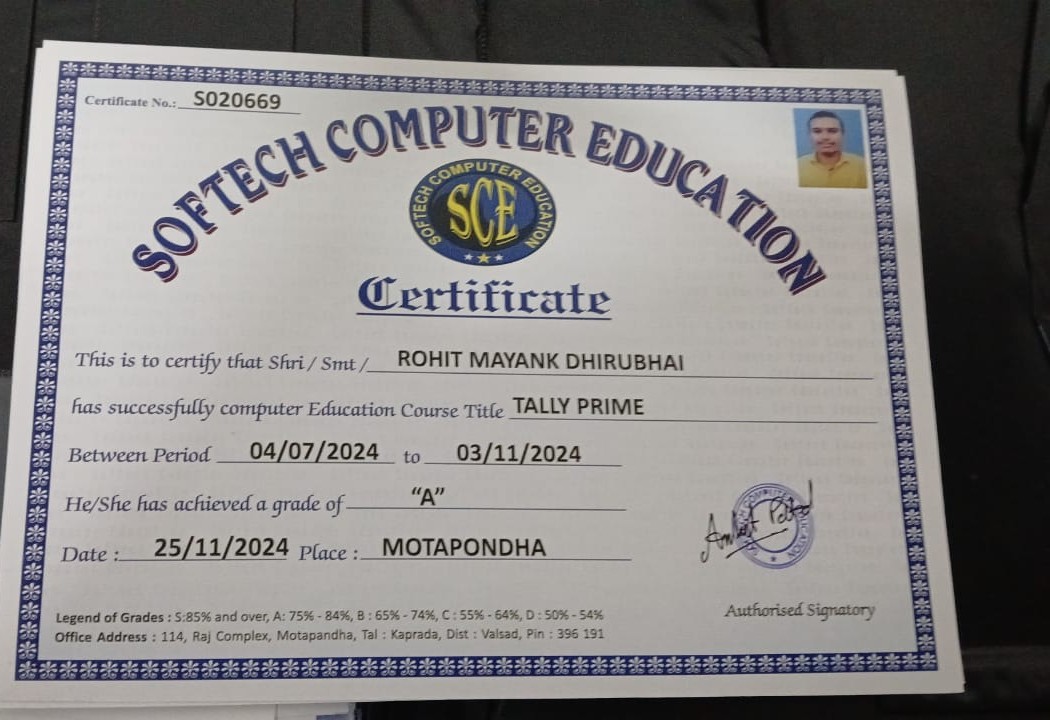 Certificate No.: S020669
SOFTECH COMPUTER EDUCATION
SOFTECH COMPUTER EDUCATION
SCE
Certificate
This is to certify that Shri / Smt / ROHIT MAYANK DHIRUBHAI
has successfully computer Education Course Title TALLY PRIME
Between Period 04/07/2024 to 03/11/2024
He/She has achieved a grade of "A"
Date : 25/11/2024 Place : MOTAPONDHA
Authorised Signatory
Legend of Grades : S:85% and over, A: 75% - 84%, B : 65% - 74%, C : 55% - 64%, D : 50% - 54%
Office Address : 114, Raj Complex, Motapandha, Tal : Kaprada, Dist : Valsad, Pin : 396 191